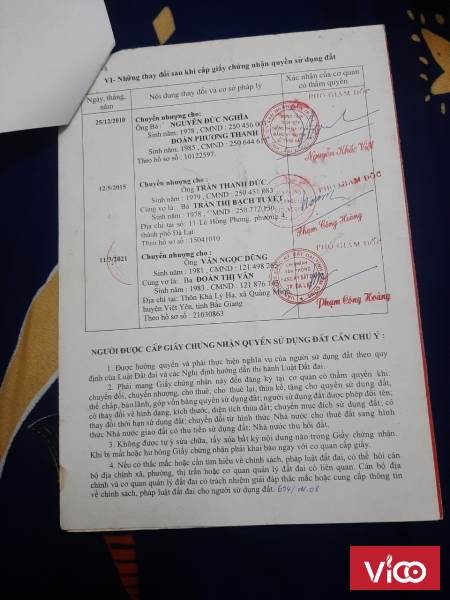 VI- Những thay đổi sau khi cấp giấy chứng nhận quyền sử dụng đất
Ngày, tháng, năm
Nội dung thay đổi và cơ sở pháp lý
Xác nhận của cơ quan có thẩm quyền
25/12/2010
Chuyển nhượng cho:
Ông Bà : NGUYỄN ĐỨC NGHĨA
Sinh năm: 1978 , CMND : 250 456 00
ĐOÀN PHƯƠNG THANH
Sinh năm: 1985 , CMND : 250 644 6
Theo hồ sơ : 10122597.
PHÓ GIÁM ĐỐC
Nguyễn Khắc Việt
12/5/2015
Chuyển nhượng cho :
Ông TRẦN THANH ĐỨC
Sinh năm : 1979 , CMND : 250 451 083
Cùng vợ là: Bà TRẦN THỊ BẠCH TUYẾT
Sinh năm : 1978 , CMND : 250 772 150
Địa chỉ tại số : 11 Lê Hồng Phong, phường 4,
thành phố Đà Lạt
Theo hồ sơ : 15041010
PHÓ GIÁM ĐỐC
Phạm Công Hoàng
11/3/2021
Chuyển nhượng cho :
Ông VĂN NGỌC DŨNG
Sinh năm : 1981 , CMND : 121 498 265
Cùng vợ là: Bà ĐOÀN THỊ VÂN
Sinh năm : 1983 , CMND : 121 876 165
Địa chỉ tại: Thôn Khả Lý Hạ, xã Quảng Minh,
huyện Việt Yên, tỉnh Bắc Giang
Theo hồ số : 21030863
PHÓ GIÁM ĐỐC
Phạm Công Hoàng
NGƯỜI ĐƯỢC CẤP GIẤY CHỨNG NHẬN QUYỀN SỬ DỤNG ĐẤT CẦN CHÚ Ý :
1. Được hưởng quyền và phải thực hiện nghĩa vụ của người sử dụng đất theo quy
định của Luật Đất đai và các Nghị định hướng dẫn thi hành Luật Đất đai.
2. Phải mang Giấy chứng nhận này đến đăng ký tại cơ quan có thẩm quyền khi:
chuyển đổi, chuyển nhượng, cho thuê, cho thuê lại, thừa kế, tặng cho quyền sử dụng đất,
thế chấp, bảo lãnh, góp vốn bằng quyền sử dụng đất; người sử dụng đất được phép đổi tên;
có thay đổi về hình dạng, kích thước, diện tích thửa đất; chuyển mục đích sử dụng đất; có
thay đổi thời hạn sử dụng đất; chuyển đổi từ hình thức Nhà nước cho thuê đất sang hình
thức Nhà nước giao đất có thu tiền sử dụng đất; Nhà nước thu hồi đất.
3. Không được tự ý sửa chữa, tẩy xóa bất kỳ nội dung nào trong Giấy chứng nhận.
Khi bị mất hoặc hư hỏng Giấy chứng nhận phải khai báo ngay với cơ quan cấp giấy.
4. Nếu có thắc mắc hoặc cần tìm hiểu về chính sách, pháp luật đất đai, có thể hỏi cán
bộ địa chính xã, phường, thị trấn hoặc cơ quan quản lý đất đai có liên quan. Cán bộ địa
chính và cơ quan quản lý đất đai có trách nhiệm giải đáp thắc mắc hoặc cung cấp thông tin
về chính sách, pháp luật đất đai cho người sử dụng đất.
Vico